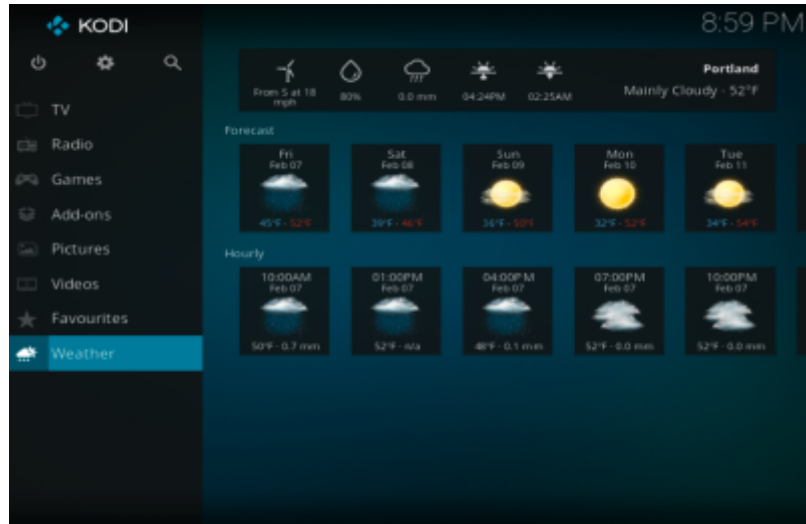 KODI
8:59 PM
TV
Radio
Games
Add-ons
Pictures
Videos
Favourites
Weather
From S at 18 mph
80%
0.0 mm
04:24PM
02:25AM
Portland
Mainly Cloudy · 52°F
Forecast
Fri
Feb 07
45°F · 52°F
Sat
Feb 08
39°F · 46°F
Sun
Feb 09
36°F · 50°F
Mon
Feb 10
32°F · 52°F
Tue
Feb 11
34°F · 54°F
Hourly
10:00AM
Feb 07
50°F · 0.7 mm
01:00PM
Feb 07
52°F · n/a
04:00PM
Feb 07
48°F · 0.1 mm
07:00PM
Feb 07
52°F · 0.0 mm
10:00PM
Feb 07
52°F · 0.0 mm